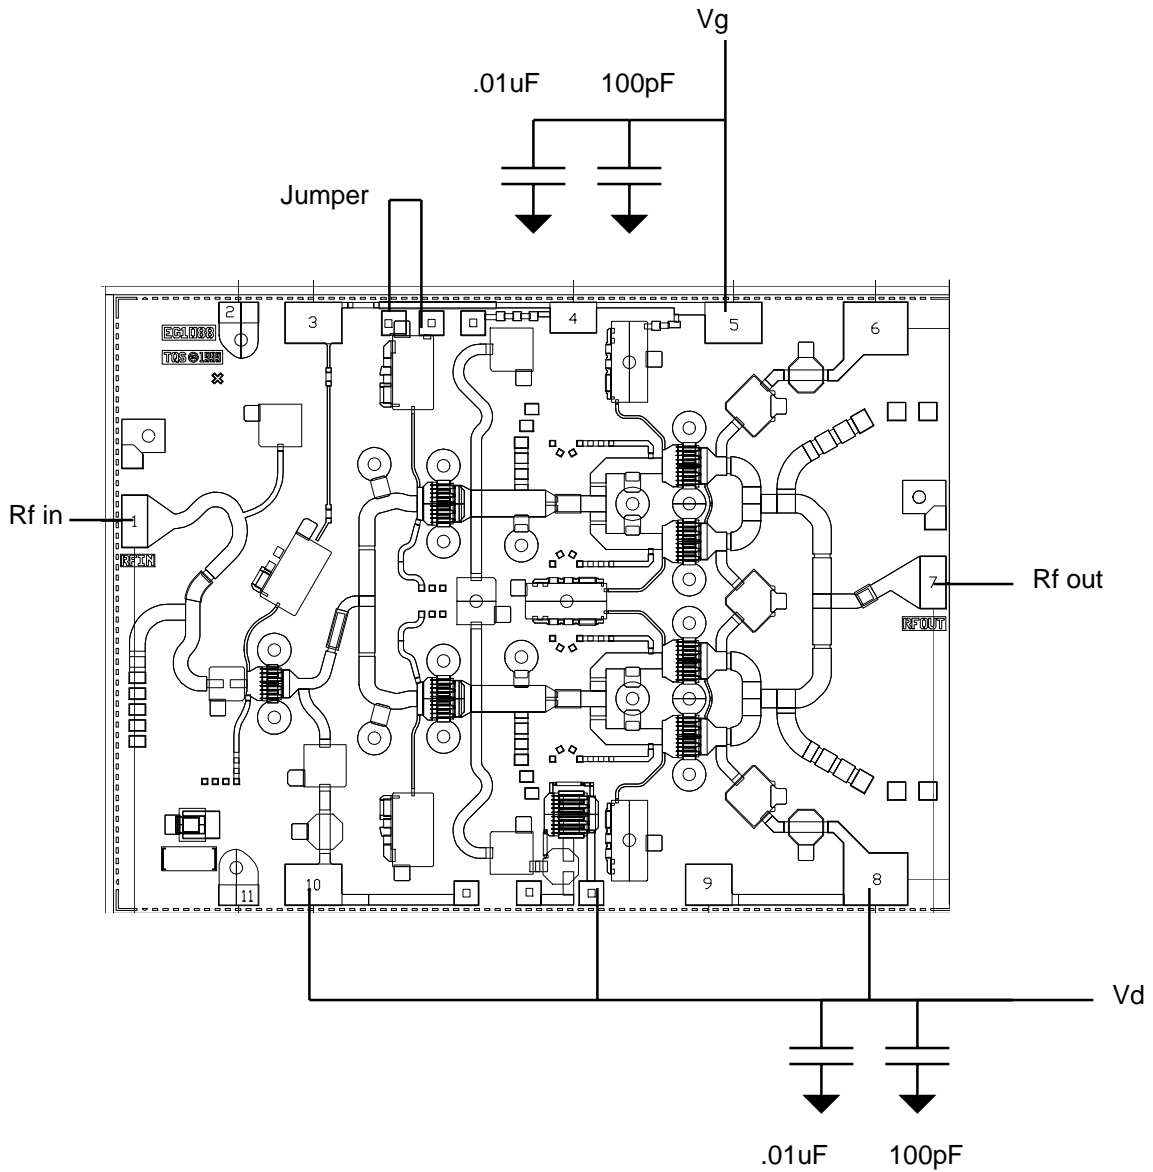 Vg
.01uF
100pF
Jumper
2
3
4
5
6
TQS©
Rf in
1
RFIN
7
Rf out
RFOUT
11
10
9
8
Vd
.01uF
100pF